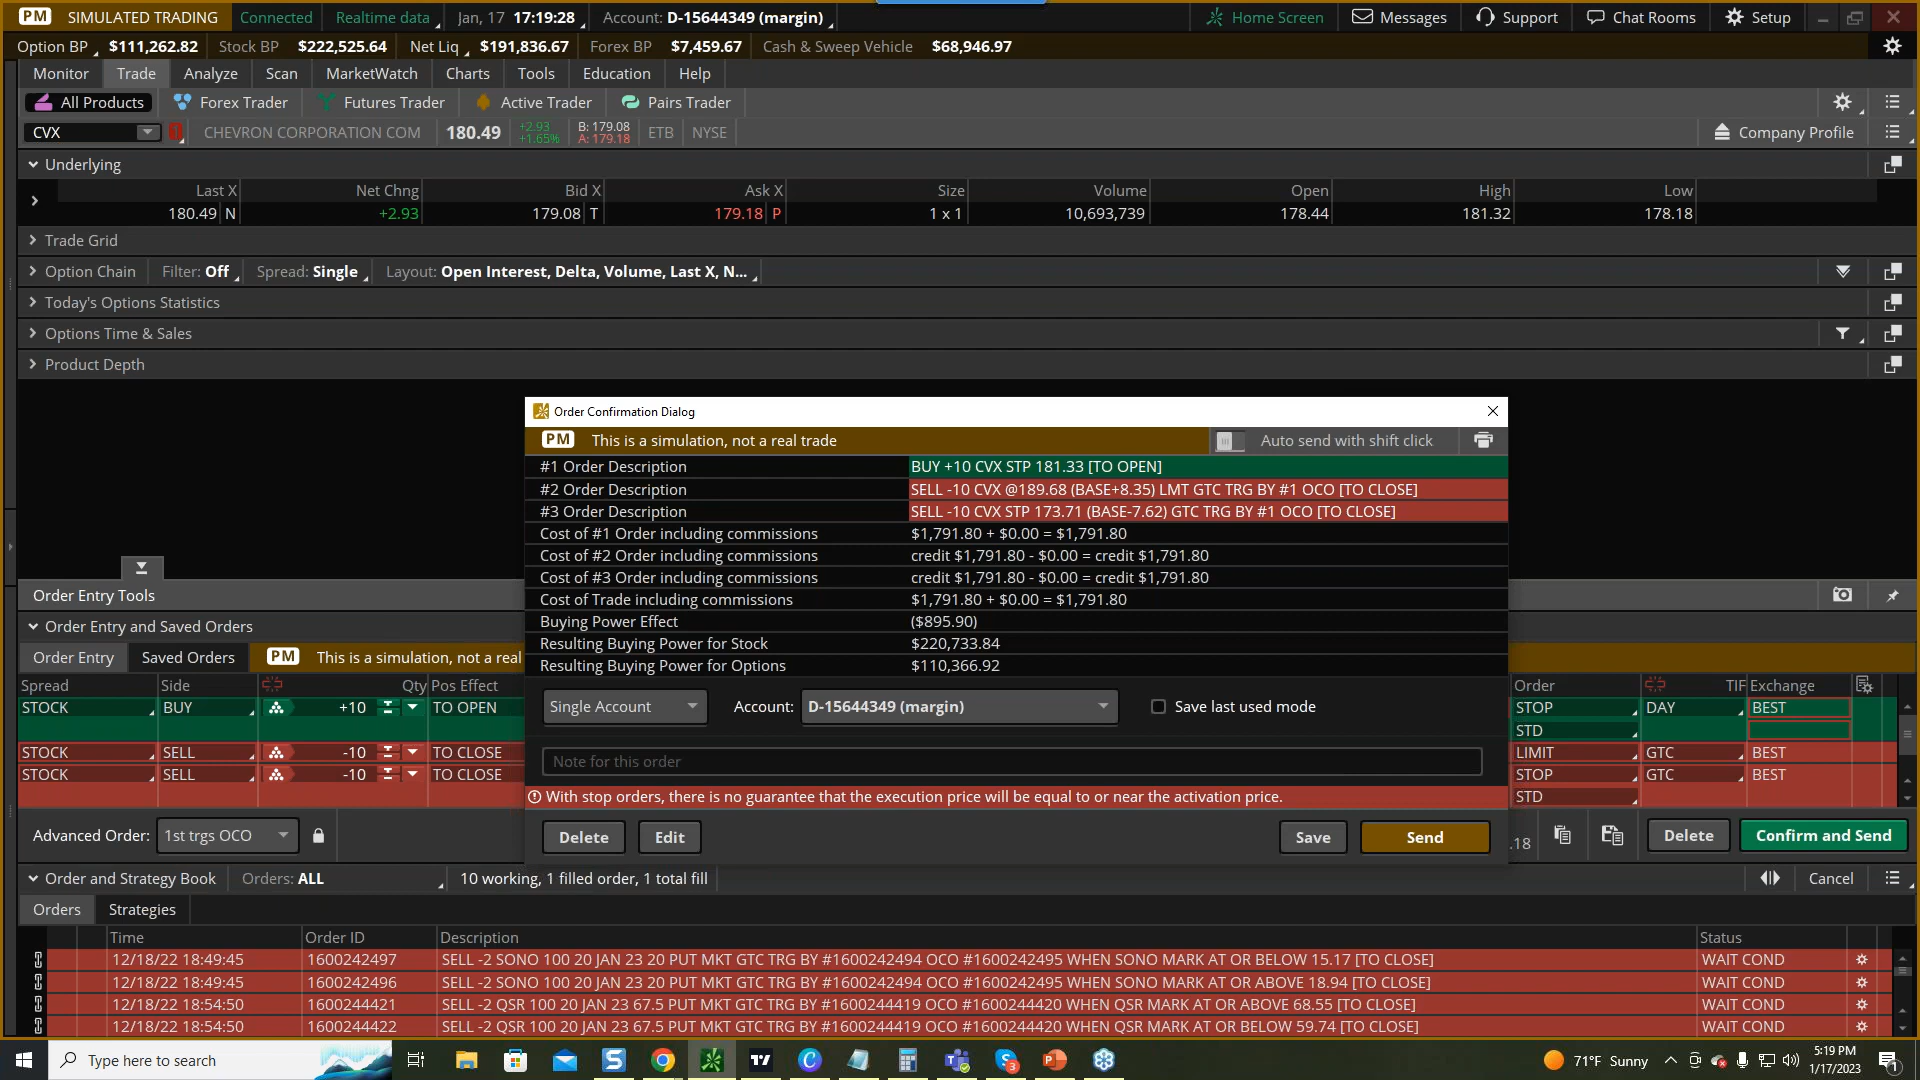 PM SIMULATED TRADING Connected Realtime data Jan, 17 17:19:28 Account: D-15644349 (margin) Home Screen Messages Support Chat Rooms Setup
Option BP $111,262.82 Stock BP $222,525.64 Net Liq $191,836.67 Forex BP $7,459.67 Cash & Sweep Vehicle $68,946.97
Monitor Trade Analyze Scan MarketWatch Charts Tools Education Help
All Products Forex Trader Futures Trader Active Trader Pairs Trader
CVX 1 CHEVRON CORPORATION COM 180.49 +2.93 +1.65% B: 179.08 A: 179.18 ETB NYSE Company Profile
Underlying
Last X Net Chng Bid X Ask X Size Volume Open High Low
180.49 N +2.93 179.08 T 179.18 P 1 x 1 10,693,739 178.44 181.32 178.18
Trade Grid
Option Chain Filter: Off Spread: Single Layout: Open Interest, Delta, Volume, Last X, N...
Today's Options Statistics
Options Time & Sales
Product Depth
Order Confirmation Dialog
PM This is a simulation, not a real trade Auto send with shift click
#1 Order Description BUY +10 CVX STP 181.33 [TO OPEN]
#2 Order Description SELL -10 CVX @189.68 (BASE+8.35) LMT GTC TRG BY #1 OCO [TO CLOSE]
#3 Order Description SELL -10 CVX STP 173.71 (BASE-7.62) GTC TRG BY #1 OCO [TO CLOSE]
Cost of #1 Order including commissions $1,791.80 + $0.00 = $1,791.80
Cost of #2 Order including commissions credit $1,791.80 - $0.00 = credit $1,791.80
Cost of #3 Order including commissions credit $1,791.80 - $0.00 = credit $1,791.80
Cost of Trade including commissions $1,791.80 + $0.00 = $1,791.80
Buying Power Effect ($895.90)
Resulting Buying Power for Stock $220,733.84
Resulting Buying Power for Options $110,366.92
Single Account Account: D-15644349 (margin) Save last used mode
Note for this order
With stop orders, there is no guarantee that the execution price will be equal to or near the activation price.
Delete Edit Save Send
Order Entry Tools
Order Entry and Saved Orders
Order Entry Saved Orders PM This is a simulation, not a real
Spread Side Qty Pos Effect Order TIF Exchange
STOCK BUY +10 TO OPEN STOP DAY BEST
STD
STOCK SELL -10 TO CLOSE LIMIT GTC BEST
STOCK SELL -10 TO CLOSE STOP GTC BEST
STD
Advanced Order: 1st trgs OCO .18 Delete Confirm and Send
Order and Strategy Book Orders: ALL 10 working, 1 filled order, 1 total fill Cancel
Orders Strategies
Time Order ID Description Status
12/18/22 18:49:45 1600242497 SELL -2 SONO 100 20 JAN 23 20 PUT MKT GTC TRG BY #1600242494 OCO #1600242495 WHEN SONO MARK AT OR BELOW 15.17 [TO CLOSE] WAIT COND
12/18/22 18:49:45 1600242496 SELL -2 SONO 100 20 JAN 23 20 PUT MKT GTC TRG BY #1600242494 OCO #1600242495 WHEN SONO MARK AT OR ABOVE 18.94 [TO CLOSE] WAIT COND
12/18/22 18:54:50 1600244421 SELL -2 QSR 100 20 JAN 23 67.5 PUT MKT GTC TRG BY #1600244419 OCO #1600244420 WHEN QSR MARK AT OR ABOVE 68.55 [TO CLOSE] WAIT COND
12/18/22 18:54:50 1600244422 SELL -2 QSR 100 20 JAN 23 67.5 PUT MKT GTC TRG BY #1600244419 OCO #1600244420 WHEN QSR MARK AT OR BELOW 59.74 [TO CLOSE] WAIT COND
Type here to search 71°F Sunny 5:19 PM
1/17/2023